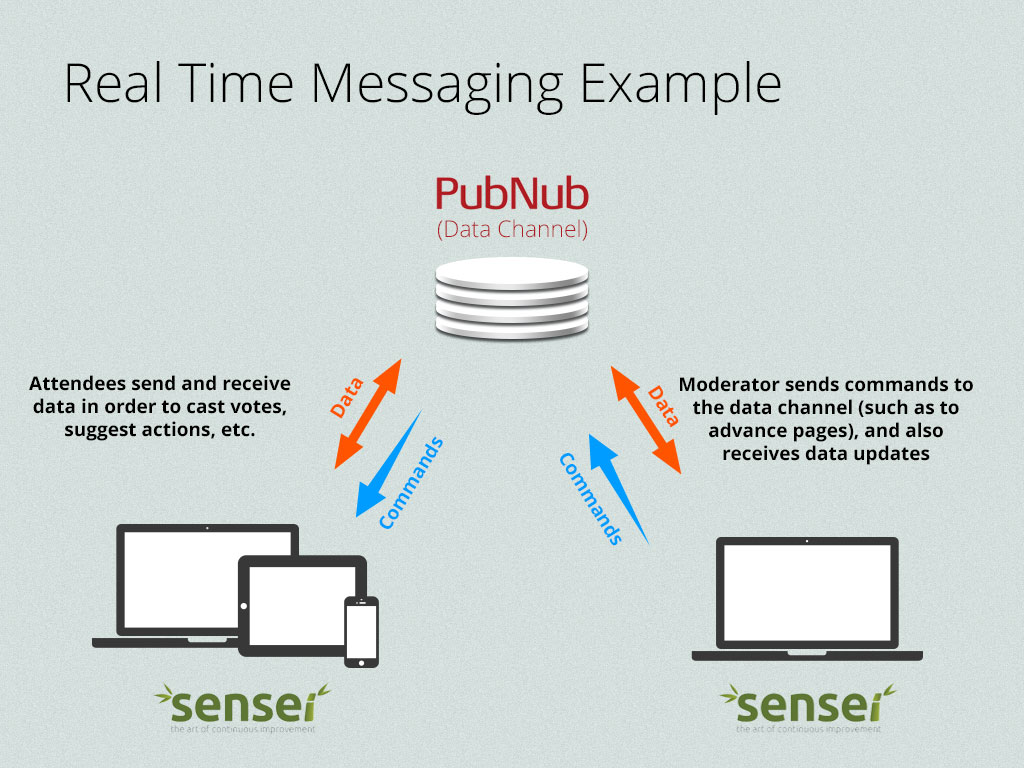 Real Time Messaging Example
PubNub
(Data Channel)
Attendees send and receive
data in order to cast votes,
suggest actions, etc.
Data
Commands
Data
Commands
Moderator sends commands to
the data channel (such as to
advance pages), and also
receives data updates
sensei
the art of continuous improvement
sensei
the art of continuous improvement